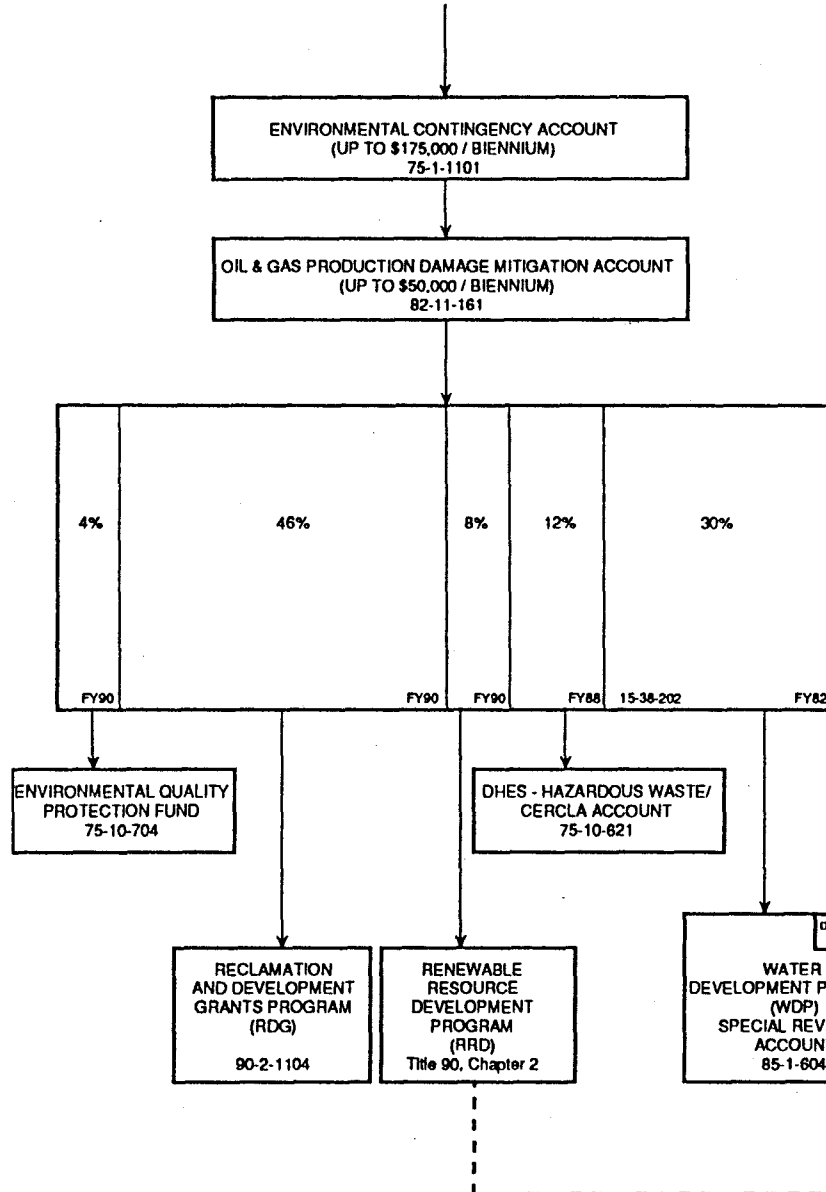 ENVIRONMENTAL CONTINGENCY ACCOUNT
(UP TO $175,000 / BIENNIUM)
75-1-1101
OIL & GAS PRODUCTION DAMAGE MITIGATION ACCOUNT
(UP TO $50,000 / BIENNIUM)
82-11-161
4% 46% 8% 12% 30%
FY90 FY90 FY90 FY88 15-38-202 FY82
ENVIRONMENTAL QUALITY
PROTECTION FUND
75-10-704
DHES - HAZARDOUS WASTE/
CERCLA ACCOUNT
75-10-621
RECLAMATION
AND DEVELOPMENT
GRANTS PROGRAM
(RDG)
90-2-1104
RENEWABLE
RESOURCE
DEVELOPMENT
PROGRAM
(RRD)
Title 90, Chapter 2
WATER
DEVELOPMENT P
(WDP)
SPECIAL REV
ACCOUN
85-1-604